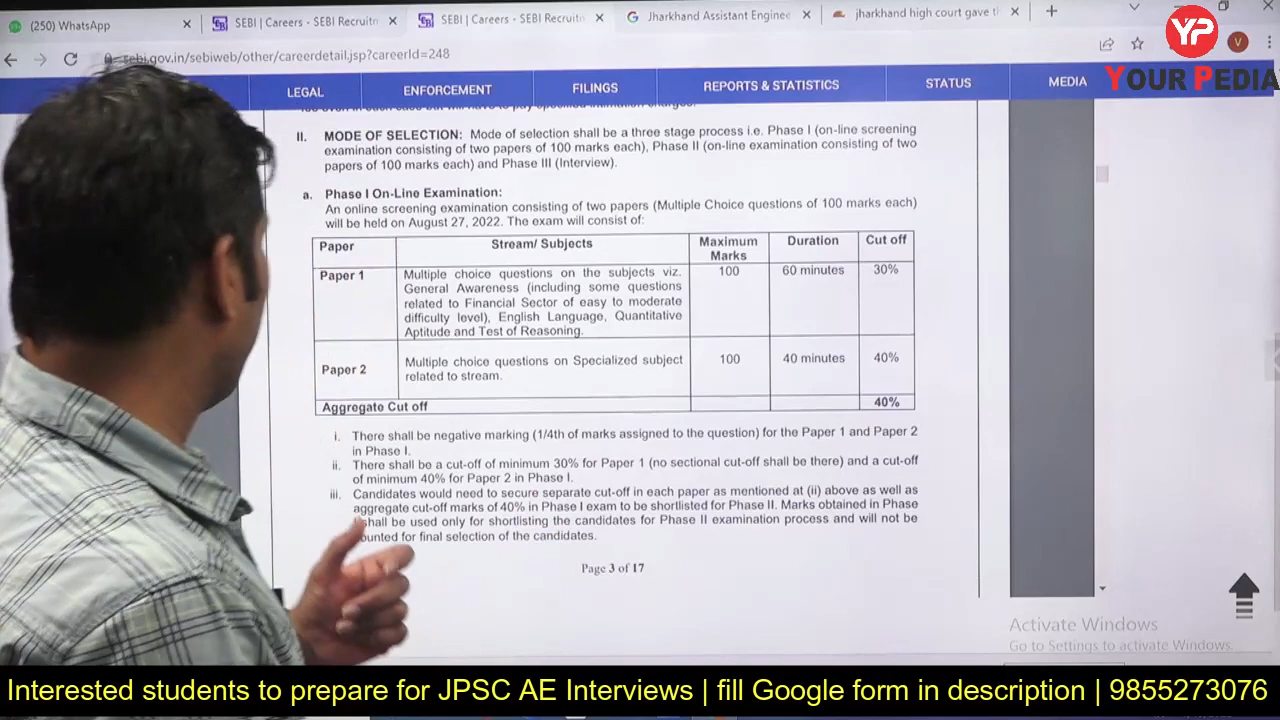 (250) WhatsApp
SEBI | Careers - SEBI Recruitm
SEBI | Careers - SEBI Recruitm
Jharkhand Assistant Enginee
jharkhand high court gave th
sebi.gov.in/sebiweb/other/careerdetail.jsp?careerId=248
V
YP
YOUR PEDIA
LEGAL
ENFORCEMENT
FILINGS
REPORTS & STATISTICS
STATUS
MEDIA
II. MODE OF SELECTION: Mode of selection shall be a three stage process i.e. Phase I (on-line screening
examination consisting of two papers of 100 marks each), Phase II (on-line examination consisting of two
papers of 100 marks each) and Phase III (Interview).
a. Phase I On-Line Examination:
An online screening examination consisting of two papers (Multiple Choice questions of 100 marks each)
will be held on August 27, 2022. The exam will consist of:
Paper Stream/ Subjects Maximum Duration Cut off
Marks
Paper 1 Multiple choice questions on the subjects viz. 100 60 minutes 30%
General Awareness (including some questions
related to Financial Sector of easy to moderate
difficulty level), English Language, Quantitative
Aptitude and Test of Reasoning.
Paper 2 Multiple choice questions on Specialized subject 100 40 minutes 40%
related to stream.
Aggregate Cut off 40%
i. There shall be negative marking (1/4th of marks assigned to the question) for the Paper 1 and Paper 2
in Phase I.
ii. There shall be a cut-off of minimum 30% for Paper 1 (no sectional cut-off shall be there) and a cut-off
of minimum 40% for Paper 2 in Phase I.
iii. Candidates would need to secure separate cut-off in each paper as mentioned at (ii) above as well as
aggregate cut-off marks of 40% in Phase I exam to be shortlisted for Phase II. Marks obtained in Phase
shall be used only for shortlisting the candidates for Phase II examination process and will not be
ounted for final selection of the candidates.
Page 3 of 17
Activate Windows
Go to Settings to activate Windows.
Interested students to prepare for JPSC AE Interviews | fill Google form in description | 9855273076